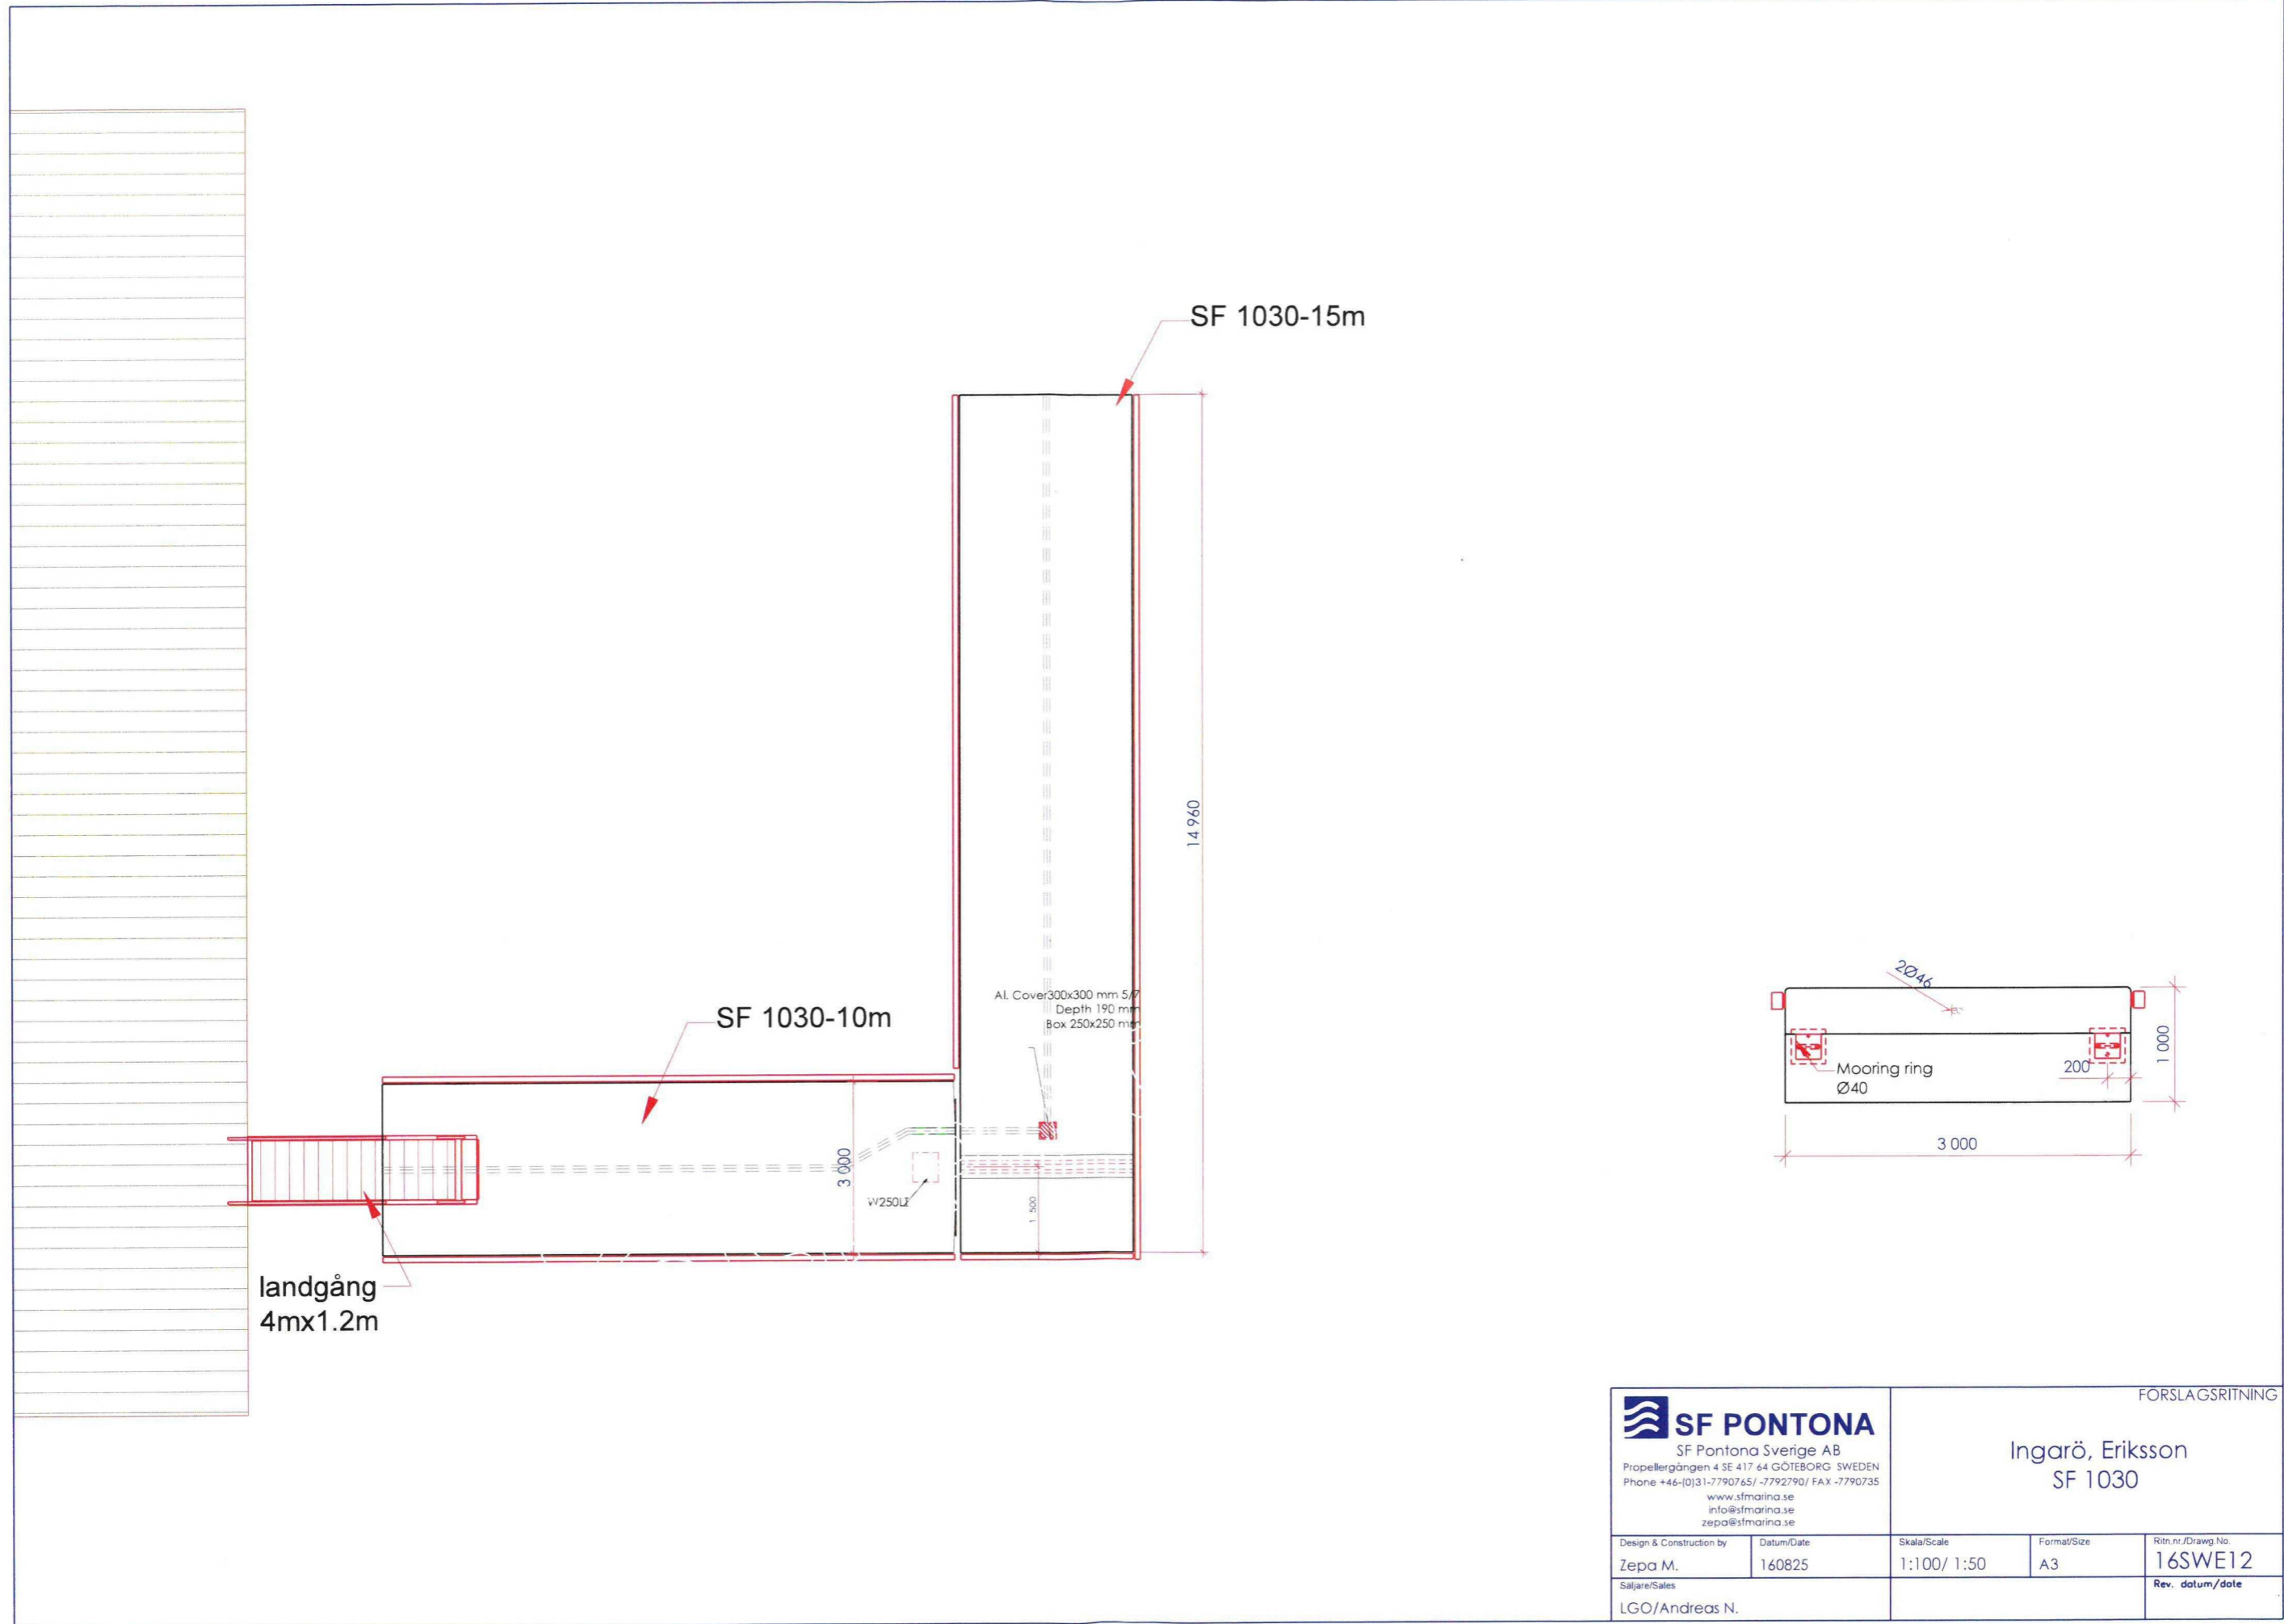 SF 1030-15m
14 960
Al. Cover300x300 mm 5/7
Depth 190 mm
Box 250x250 mm
SF 1030-10m
3 000
W250LI
1 500
landgång
4mx1.2m
2Ø46
Mooring ring
Ø40
200
1 000
3 000
FÖRSLAGSRITNING
SF PONTONA
SF Pontona Sverige AB
Propellergången 4 SE 417 64 GÖTEBORG SWEDEN
Phone +46-(0)31-7790765/ -7792790/ FAX -7790735
www.sfmarina.se
info@sfmarina.se
zepa@sfmarina.se
Ingarö, Eriksson
SF 1030
Design & Construction by
Zepa M.
Datum/Date
160825
Skala/Scale
1:100/ 1:50
Format/Size
A3
Ritn.nr./Drawg.No.
16SWE12
Säljare/Sales
LGO/Andreas N.
Rev. datum/date